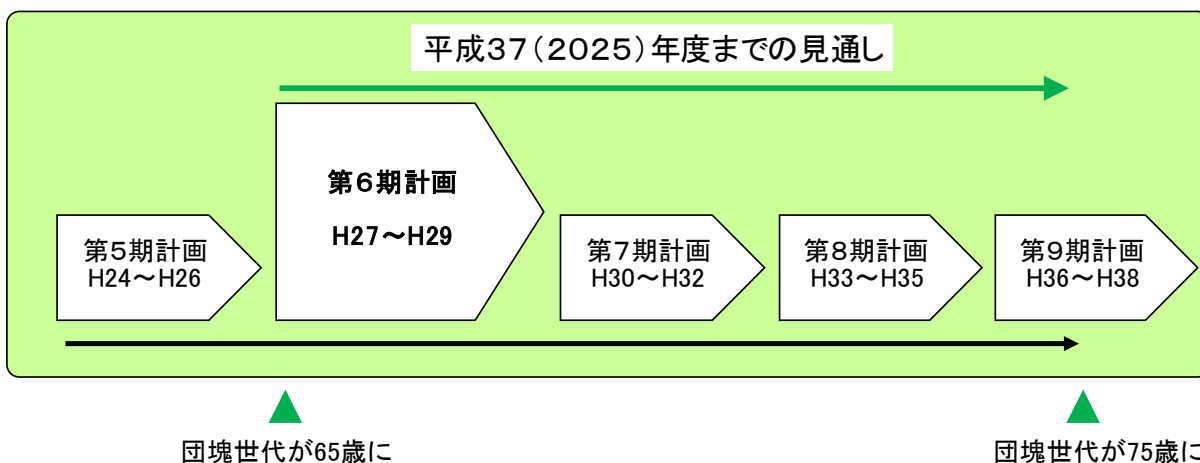 平成37(2025)年度までの見通し
第6期計画
H27～H29
第5期計画
H24～H26
第7期計画
H30～H32
第8期計画
H33～H35
第9期計画
H36～H38
団塊世代が65歳に
団塊世代が75歳に